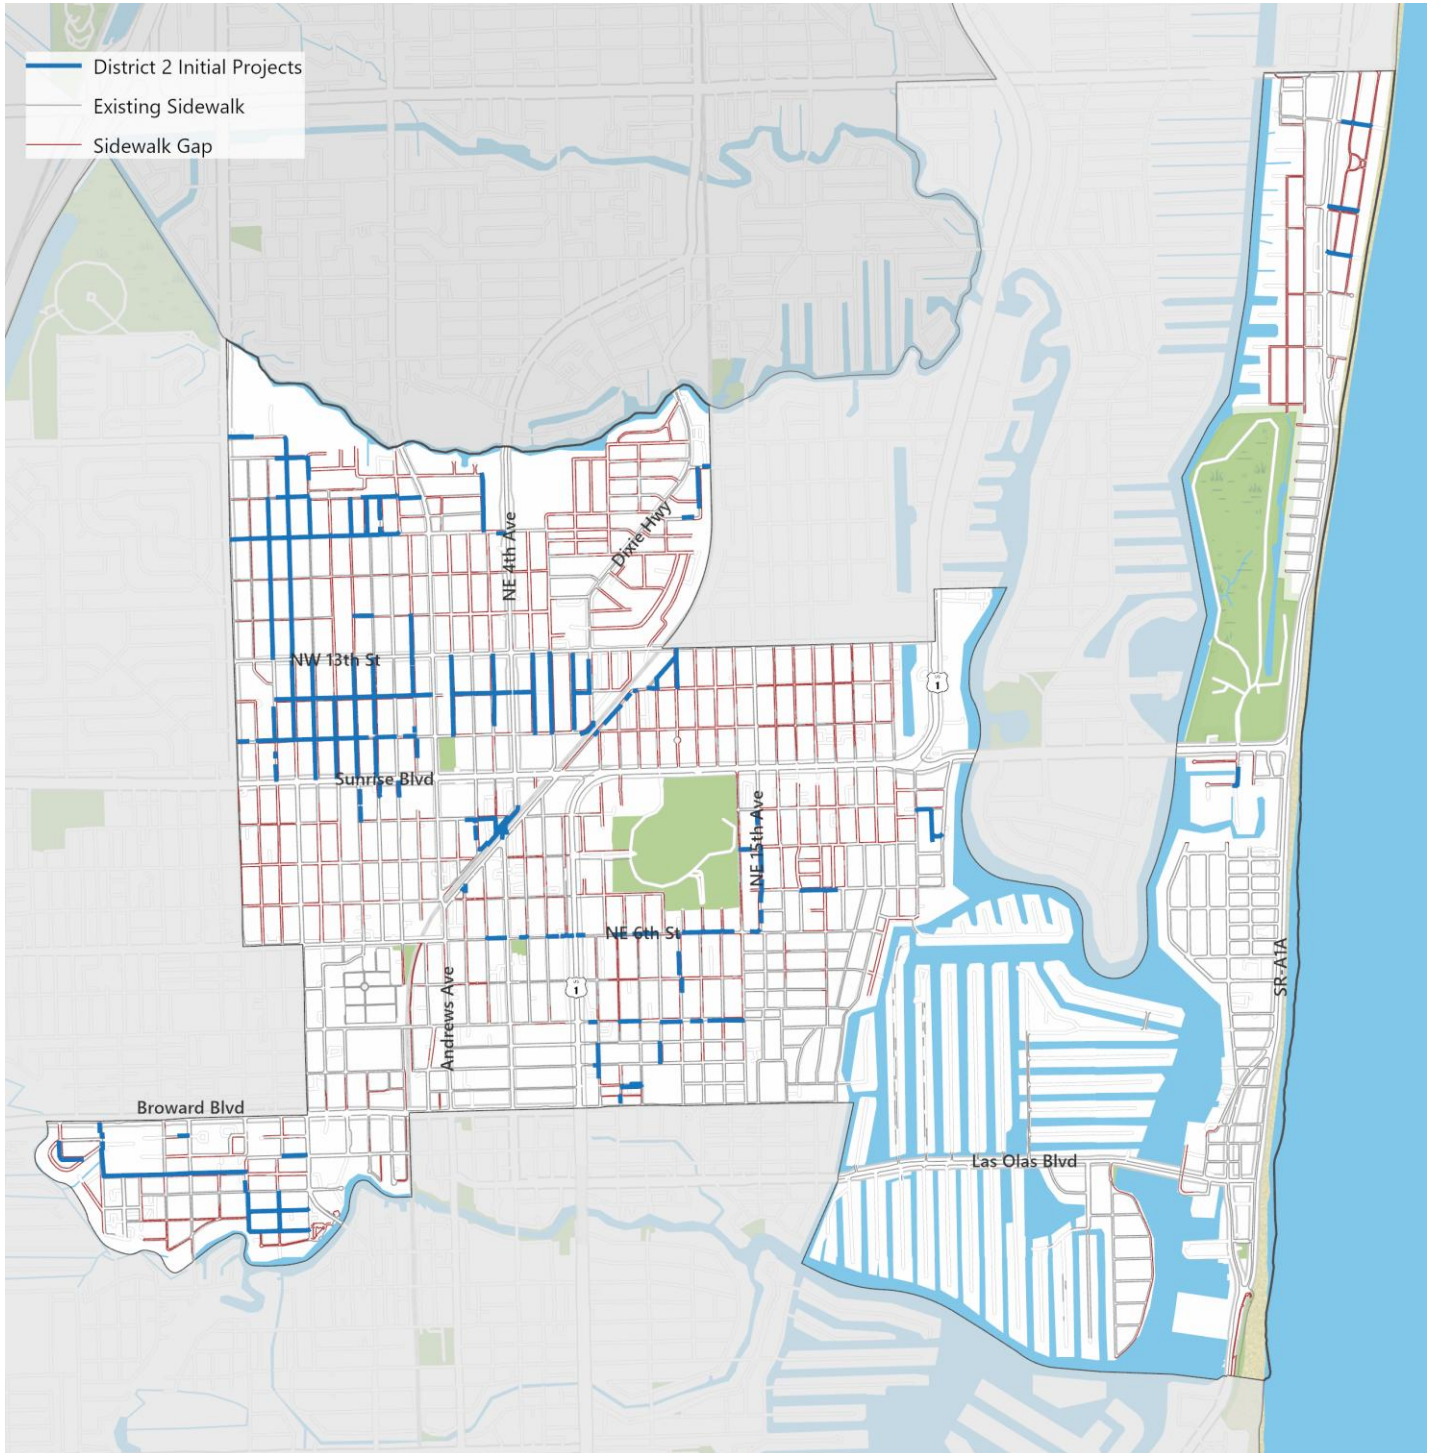 District 2 Initial Projects
Existing Sidewalk
Sidewalk Gap
NE 4th Ave
Dixie Hwy
NW 13th St
1
Sunrise Blvd
NE 15th Ave
NE 6th St
SR-A1A
1
Andrews Ave
Broward Blvd
Las Olas Blvd